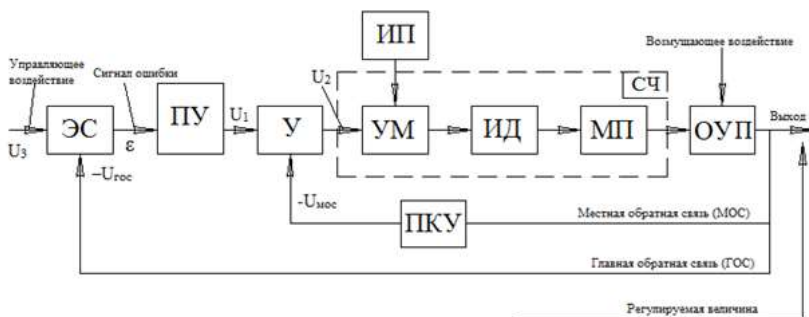 ИП
Возмущающее воздействие
Управляющее
воздействие
Сигнал ошибки
U₂
СЧ
ЭС
ПУ
U₁
У
УМ
ИД
МП
ОУП
Выход
U₃
ε
−Uгос
-Uмос
ПКУ
Местная обратная связь (МОС)
Главная обратная связь (ГОС)
Регулируемая величина